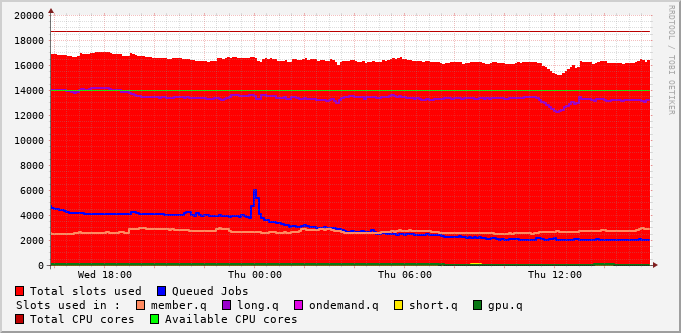 20000
18000
16000
14000
12000
10000
8000
6000
4000
2000
0
Wed 18:00 Thu 00:00 Thu 06:00 Thu 12:00
RRDTOOL / TOBI OETIKER
Total slots used Queued Jobs
Slots used in : member.q long.q ondemand.q short.q gpu.q
Total CPU cores Available CPU cores